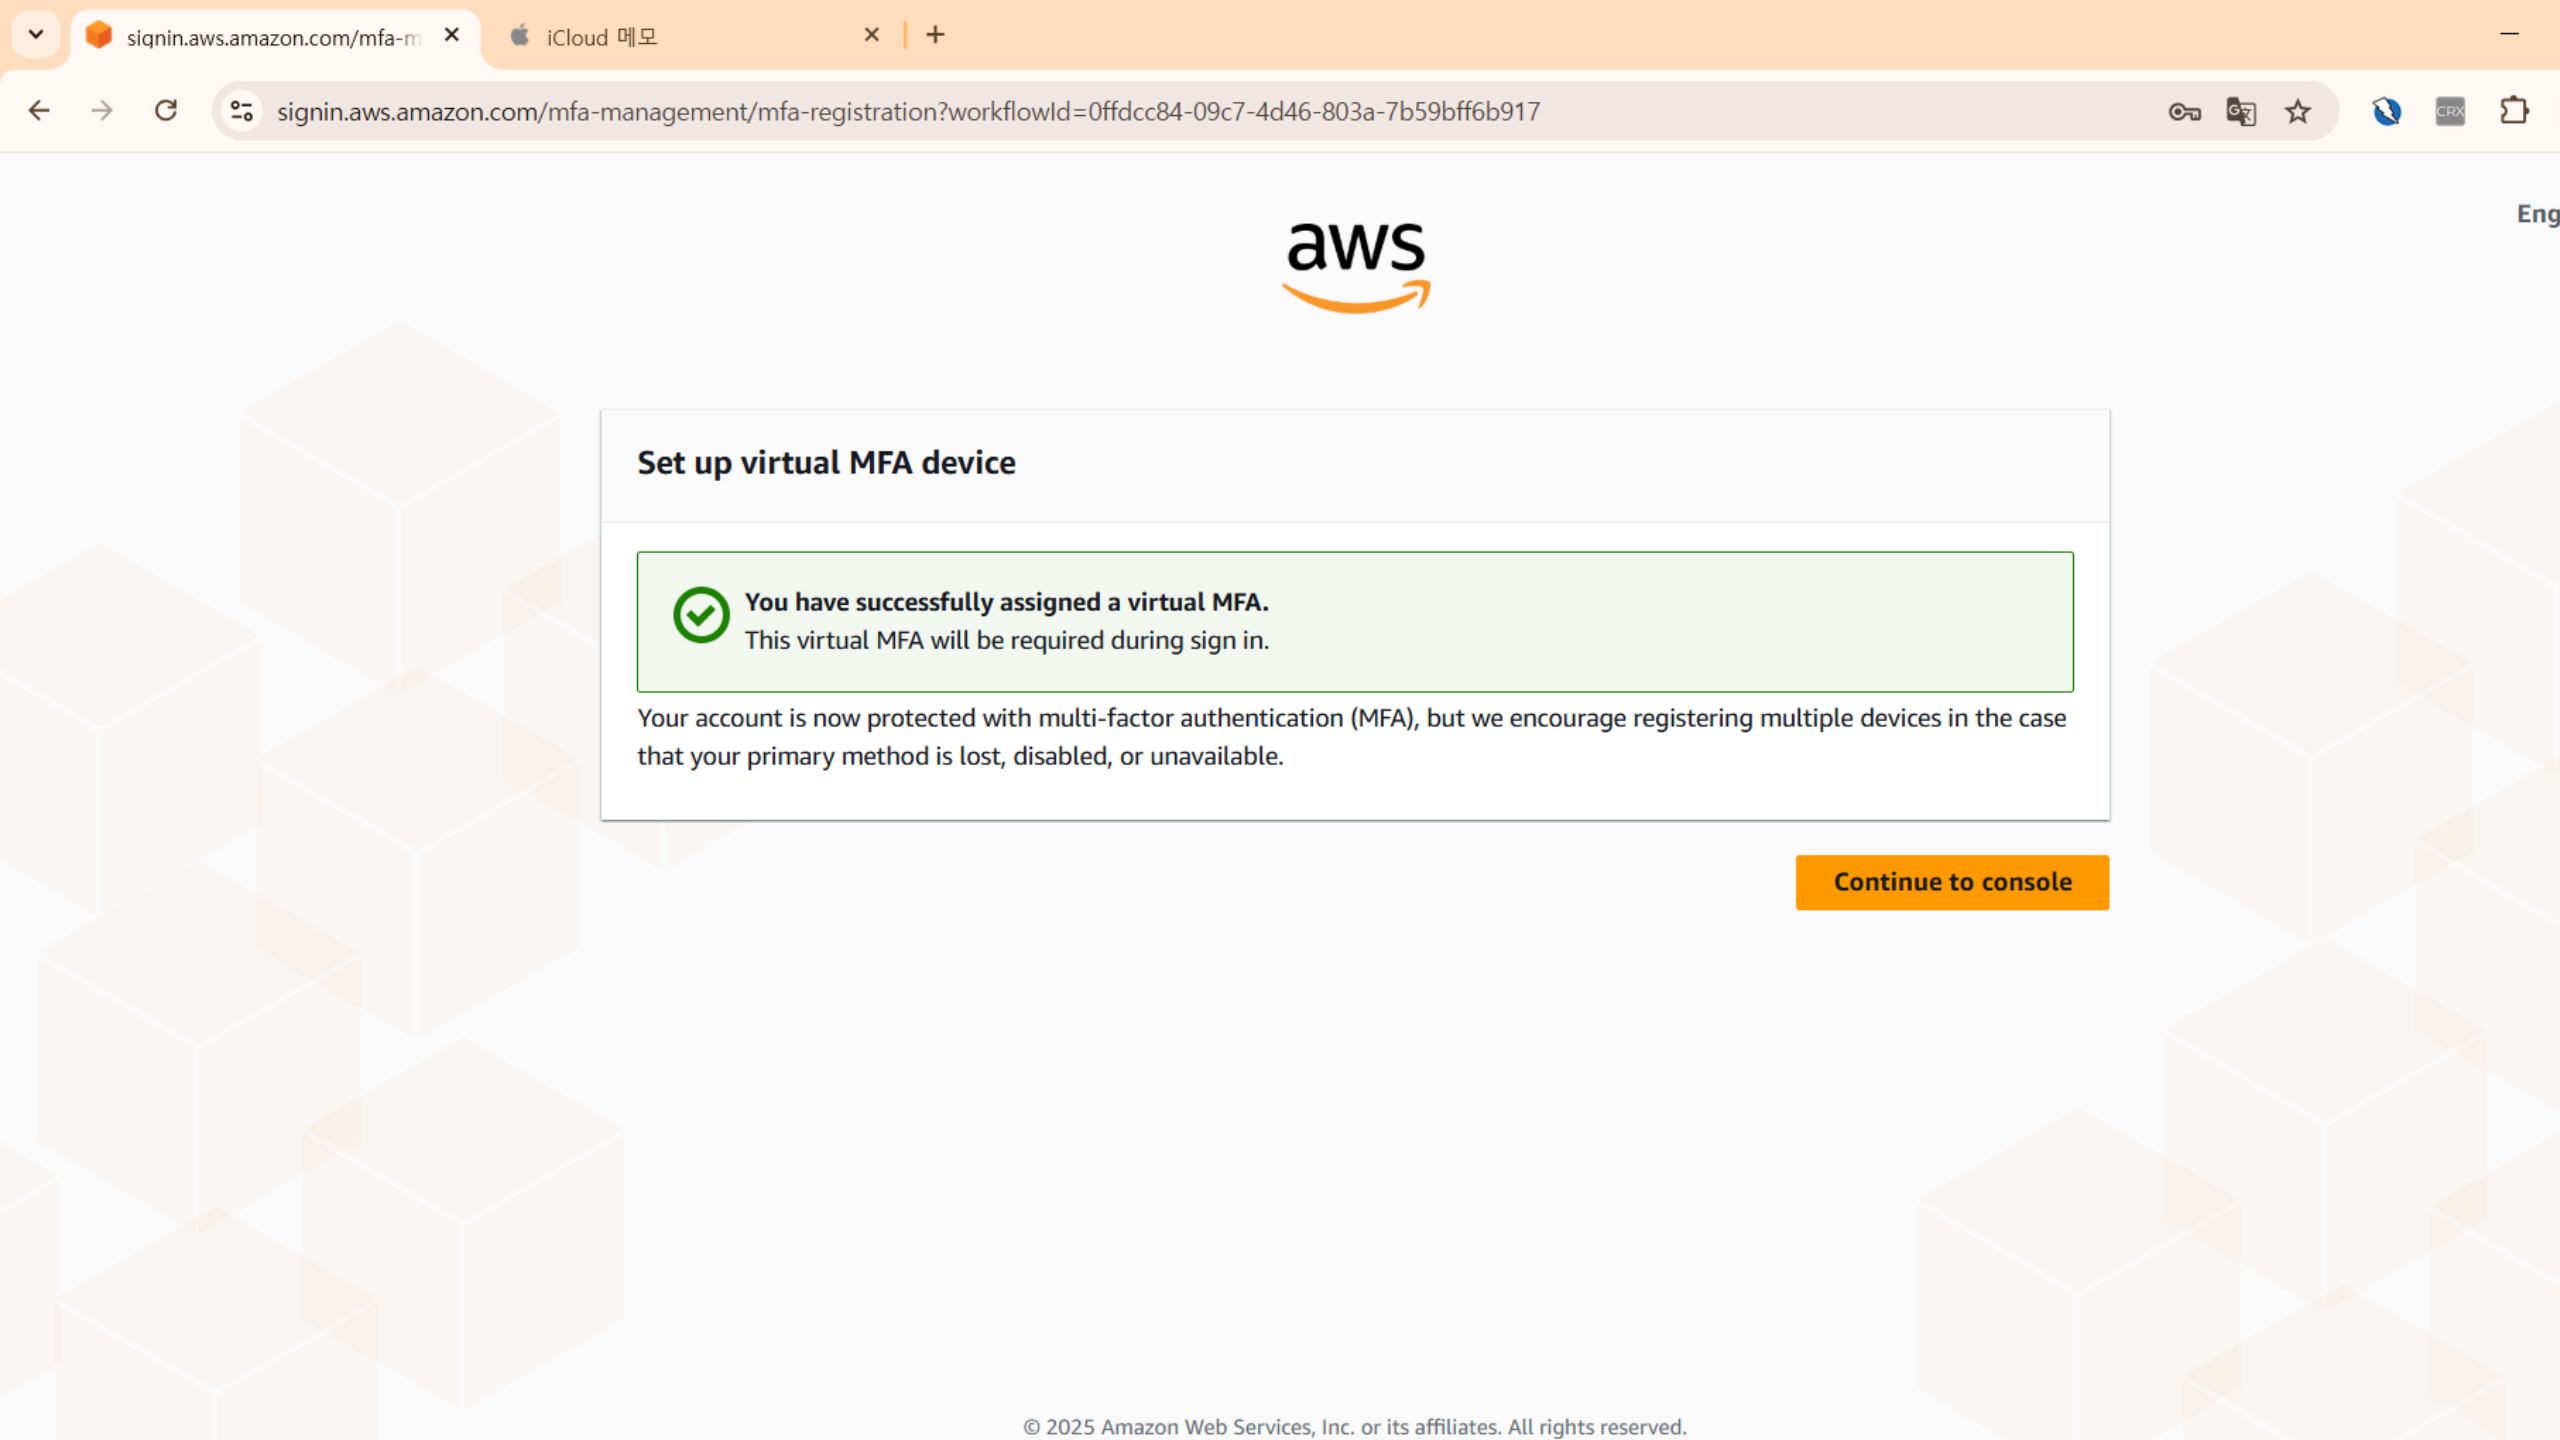 signin.aws.amazon.com/mfa-m
iCloud 메모
signin.aws.amazon.com/mfa-management/mfa-registration?workflowId=0ffdcc84-09c7-4d46-803a-7b59bff6b917
CRX
Eng
aws
Set up virtual MFA device
You have successfully assigned a virtual MFA.
This virtual MFA will be required during sign in.
Your account is now protected with multi-factor authentication (MFA), but we encourage registering multiple devices in the case
that your primary method is lost, disabled, or unavailable.
Continue to console
© 2025 Amazon Web Services, Inc. or its affiliates. All rights reserved.